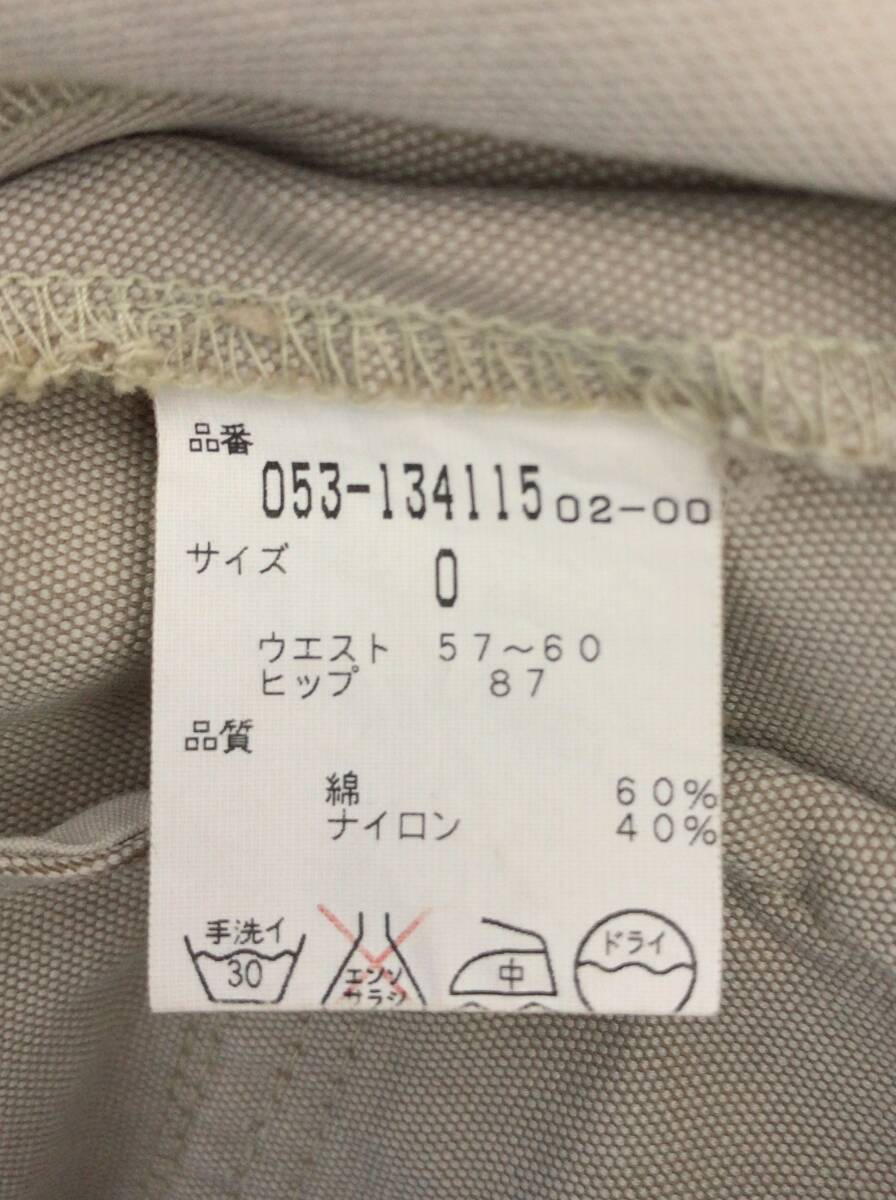 品番
053-134115 02-00
サイズ 0
ウエスト 57~60
ヒップ 87
品質
綿 60%
ナイロン 40%
手洗イ 30
エンソ サラシ
中
ドライ